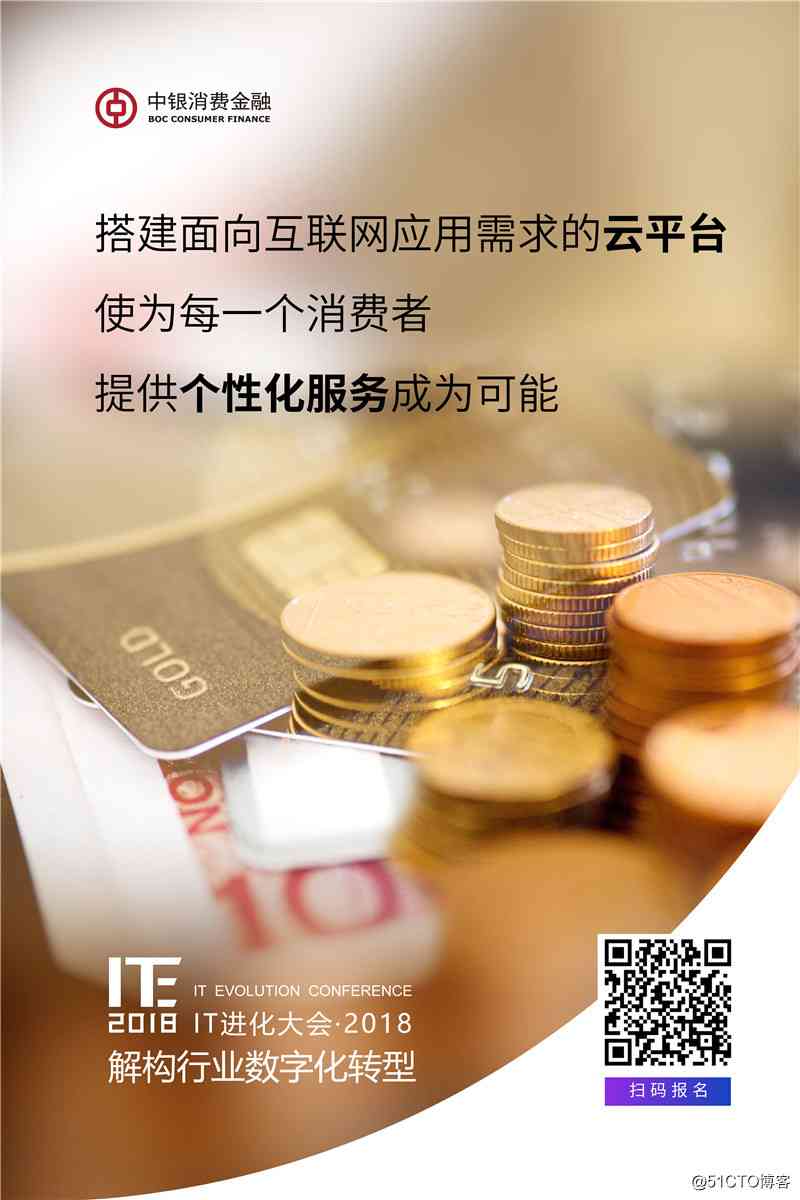 中银消费金融
BOC CONSUMER FINANCE
搭建面向互联网应用需求的云平台
使为每一个消费者
提供个性化服务成为可能
GOLD
5
10
ITE
2018
IT EVOLUTION CONFERENCE
IT进化大会·2018
解构行业数字化转型
扫码报名
@51CTO博客